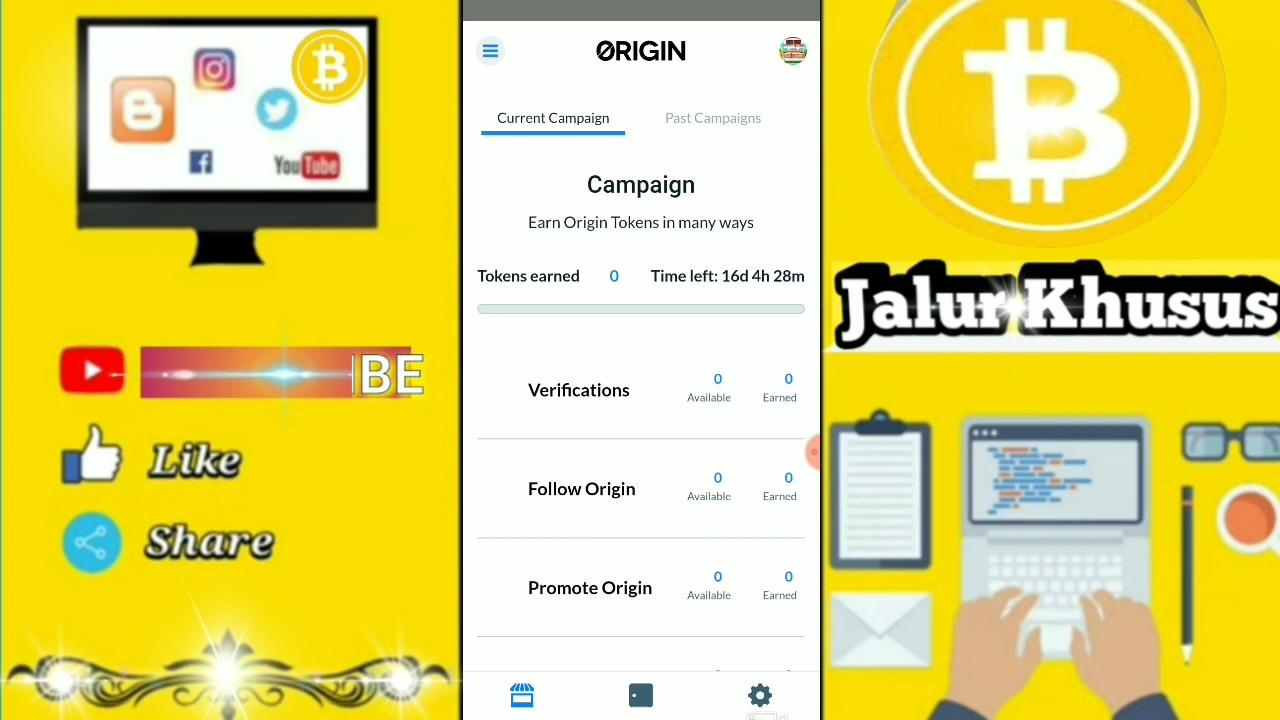 You Tube
BE
Like
Share
ORIGIN
Current Campaign
Past Campaigns
Campaign
Earn Origin Tokens in many ways
Tokens earned 0 Time left: 16d 4h 28m
Verifications
0 Available
0 Earned
Follow Origin
0 Available
0 Earned
Promote Origin
0 Available
0 Earned
Jalur Khusus